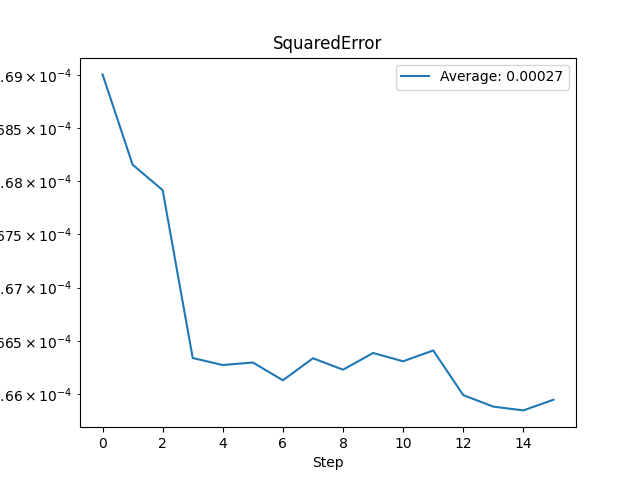 SquaredError
Average: 0.00027
.69 × 10⁻⁴
685 × 10⁻⁴
.68 × 10⁻⁴
675 × 10⁻⁴
.67 × 10⁻⁴
665 × 10⁻⁴
.66 × 10⁻⁴
0 2 4 6 8 10 12 14
Step